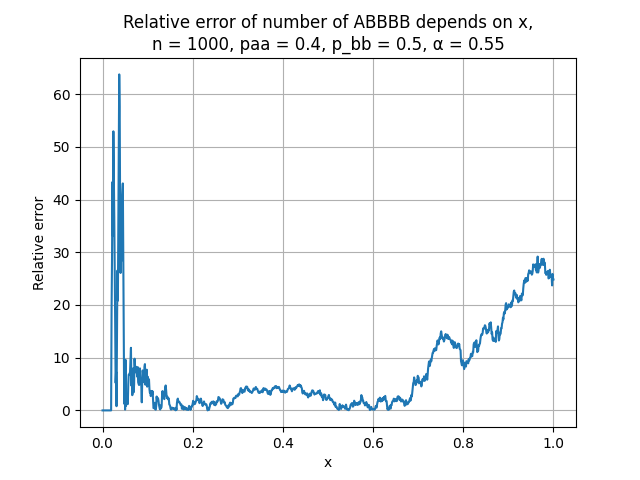 Relative error of number of ABBBB depends on x,
n = 1000, paa = 0.4, p_bb = 0.5, α = 0.55
60
50
40
30
20
10
0
Relative error
0.0 0.2 0.4 0.6 0.8 1.0
x